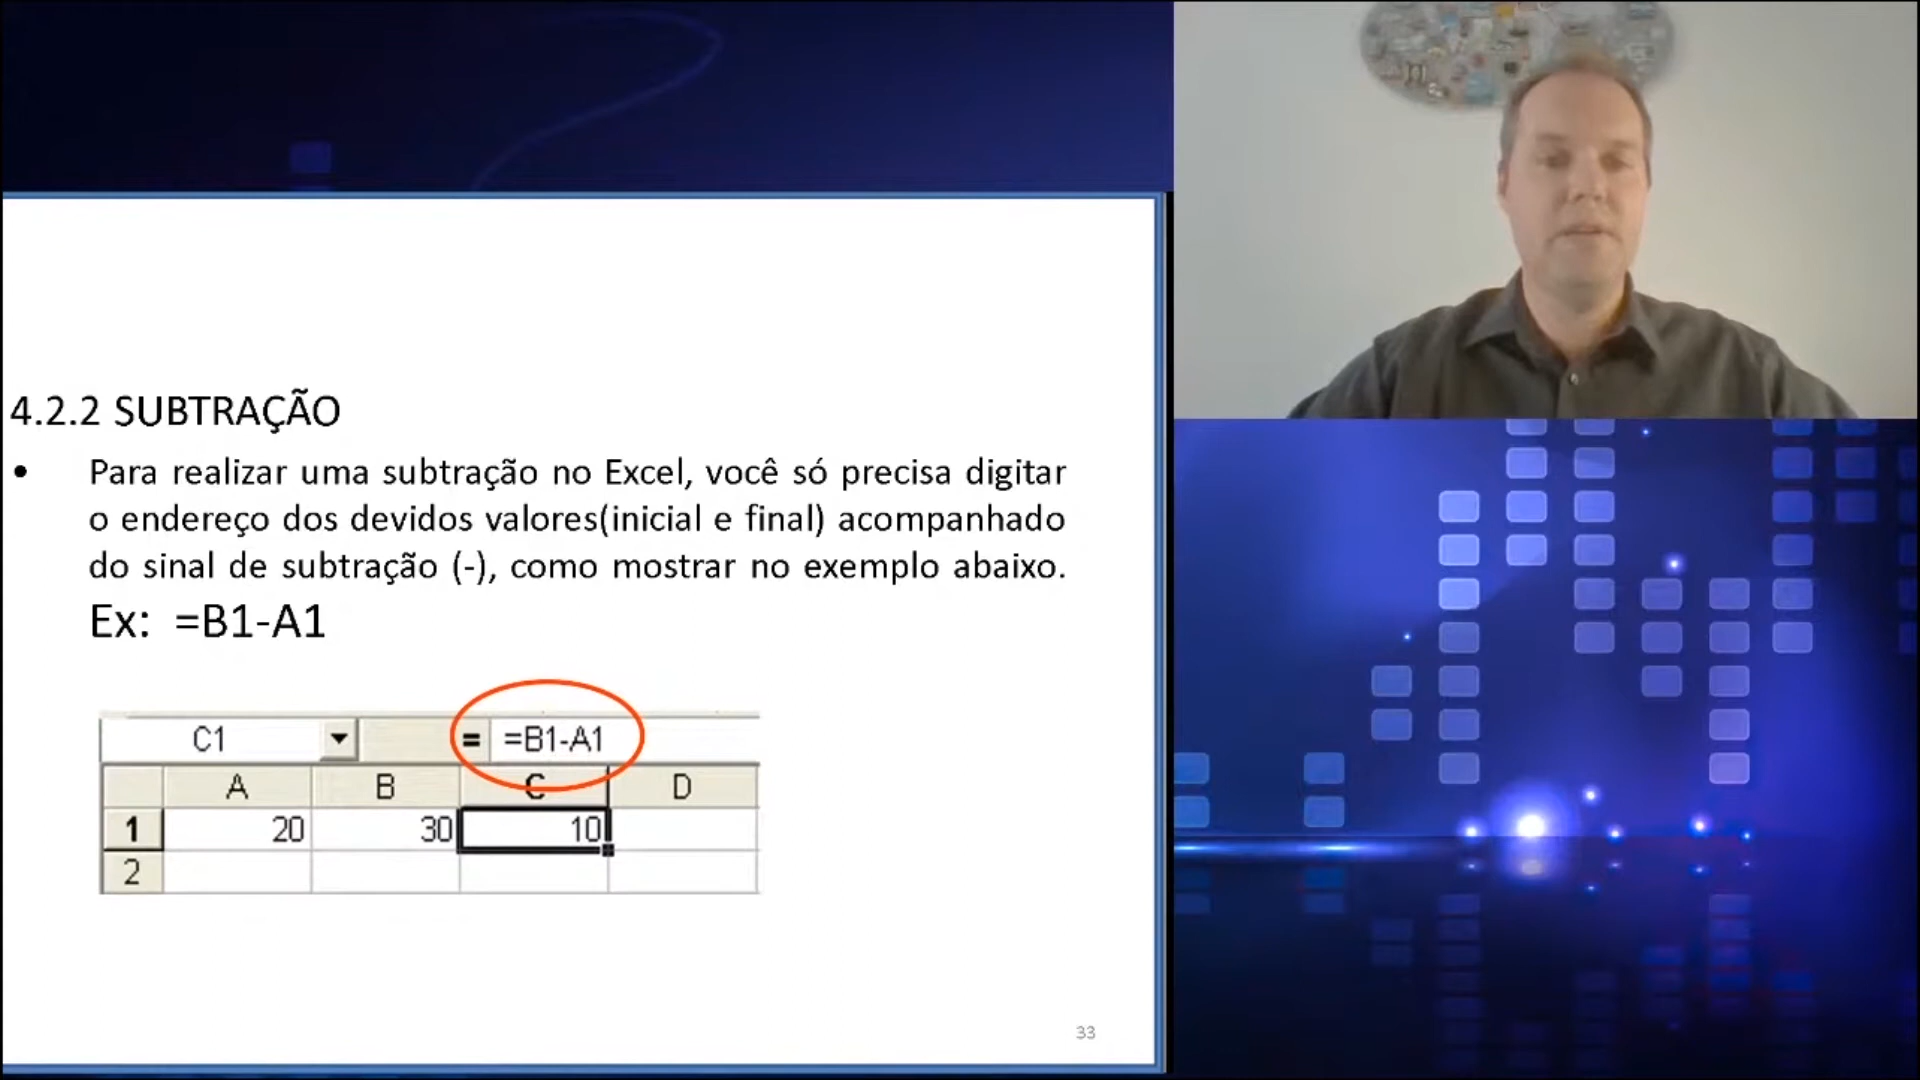 4.2.2 SUBTRAÇÃO
• Para realizar uma subtração no Excel, você só precisa digitar
o endereço dos devidos valores(inicial e final) acompanhado
do sinal de subtração (-), como mostrar no exemplo abaixo.
Ex: =B1-A1
C1 = =B1-A1
A B C D
1 20 30 10
2
33